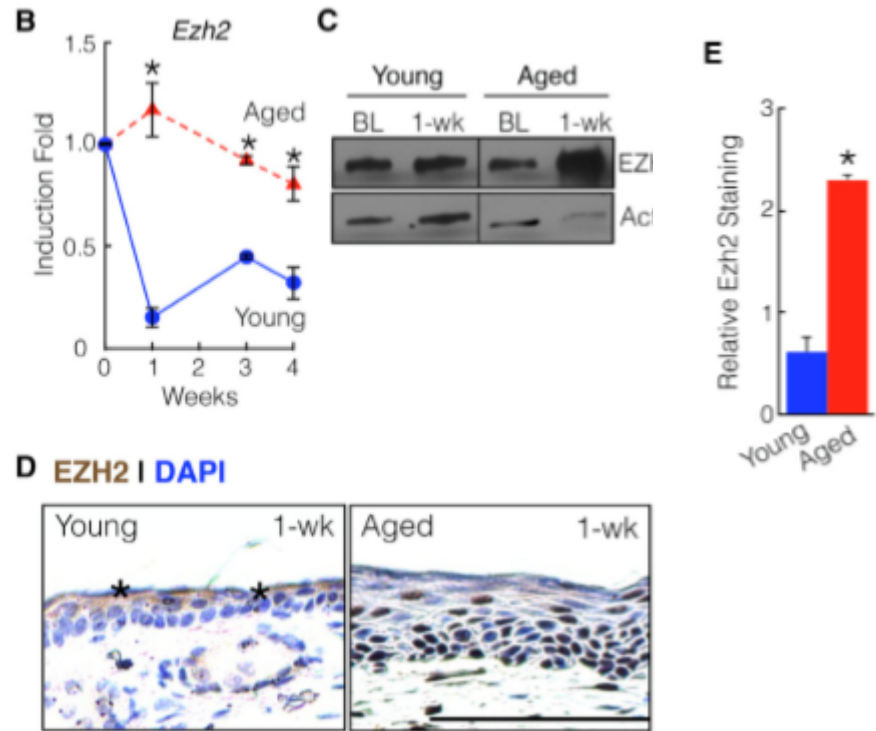 B
Ezh2
1.5
1.0
0.5
0
Induction Fold
Aged
Young
0 1 2 3 4
Weeks
C
Young Aged
BL 1-wk BL 1-wk
EZH
Act
E
3
2
1
0
Relative Ezh2 Staining
*
Young Aged
D EZH2 | DAPI
Young 1-wk
Aged 1-wk